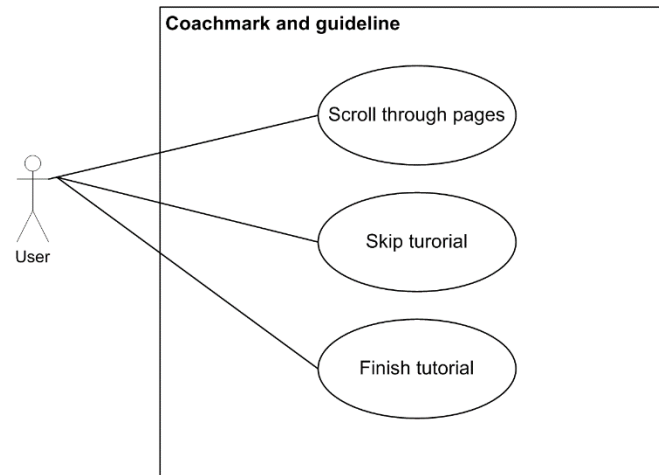 Coachmark and guideline
Scroll through pages
User
Skip turorial
Finish tutorial